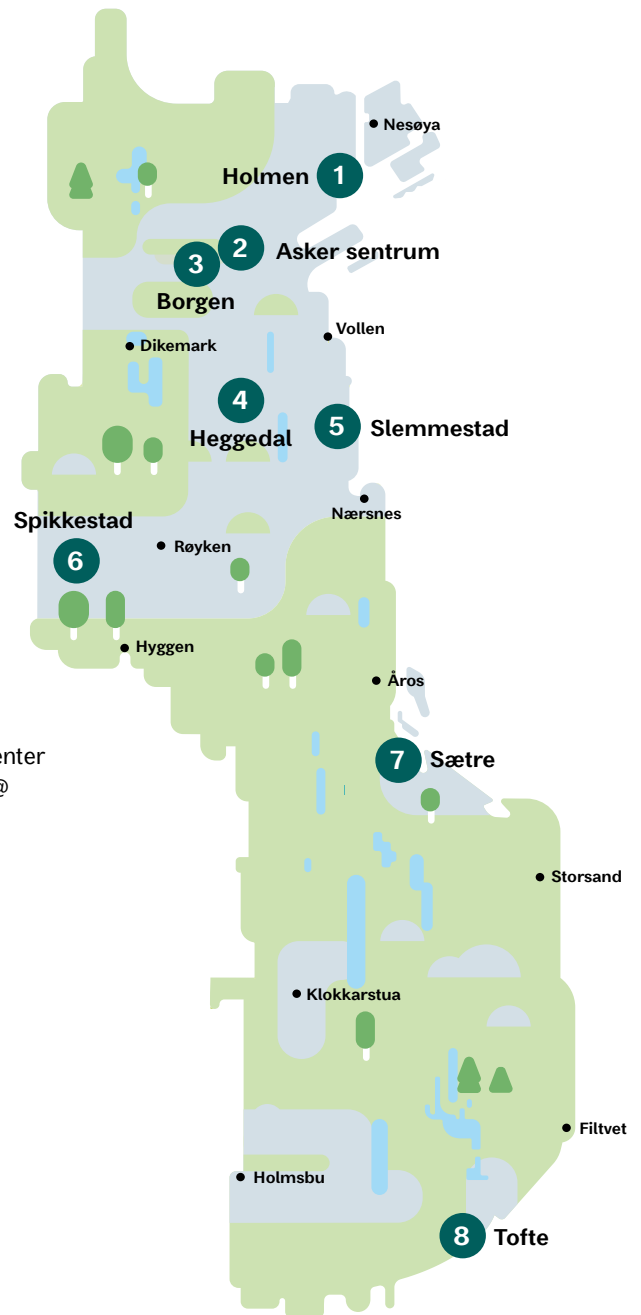 Nesøya
Holmen 1
2 Asker sentrum
3
Borgen
Vollen
Dikemark
4
Heggedal
5 Slemmestad
Nærsnes
Spikkestad
6
Røyken
Hyggen
Åros
enter
@
7 Sætre
Storsand
Klokkarstua
Filtvet
Holmsbu
8 Tofte